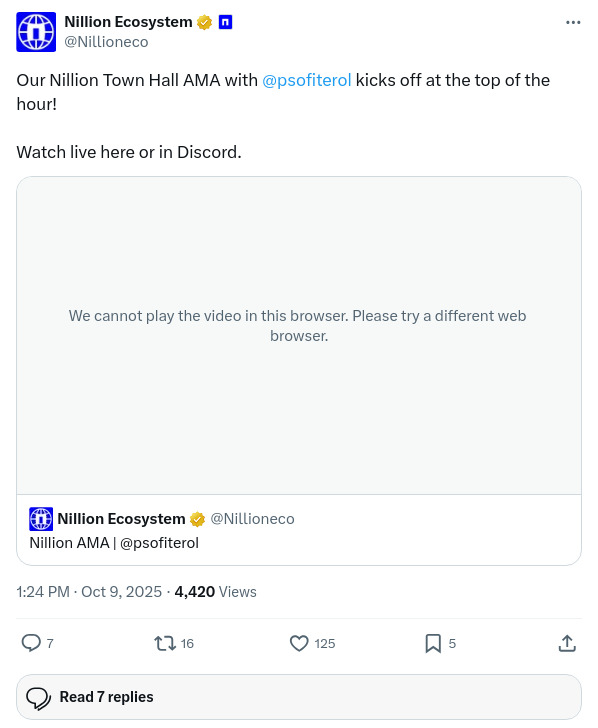 Nillion Ecosystem
@Nillioneco
Our Nillion Town Hall AMA with @psofiterol kicks off at the top of the
hour!
Watch live here or in Discord.
We cannot play the video in this browser. Please try a different web
browser.
Nillion Ecosystem @Nillioneco
Nillion AMA | @psofiterol
1:24 PM · Oct 9, 2025 · 4,420 Views
7 16 125 5
Read 7 replies